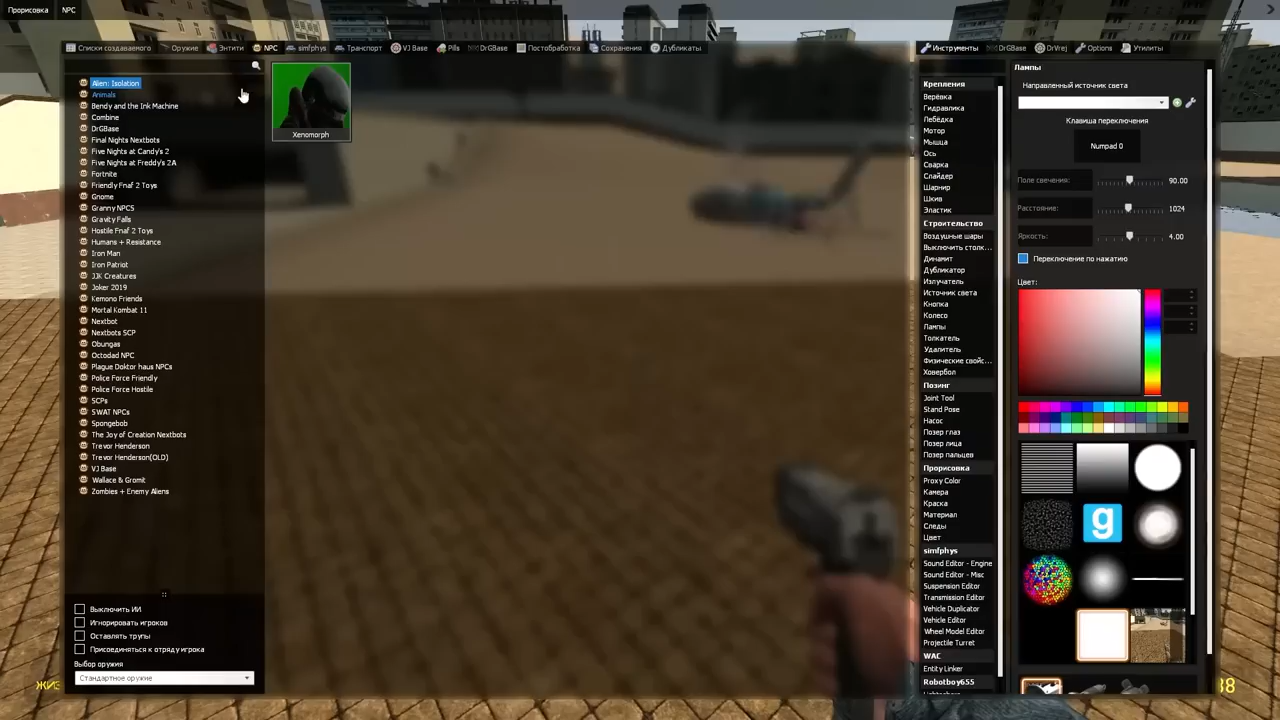 Прорисовка
NPC
Списки создаваемого
Оружие
Энтити
NPC
simfphys
Транспорт
VJ Base
Pills
DrGBase
Постобработка
Сохранения
Дубликаты
Alien: Isolation
Animals
Bendy and the Ink Machine
Combine
DrGBase
Final Nights Nextbots
Five Nights at Candy's 2
Five Nights at Freddy's 2A
Fortnite
Friendly Fnaf 2 Toys
Gnome
Granny NPCS
Gravity Falls
Hostile Fnaf 2 Toys
Humans + Resistance
Iron Man
Iron Patriot
JJK Creatures
Joker 2019
Kemono Friends
Mortal Kombat 11
Nextbot
Nextbots SCP
Obungas
Octodad NPC
Plague Doktor haus NPCs
Police Force Friendly
Police Force Hostile
SCPs
SWAT NPCs
Spongebob
The Joy of Creation Nextbots
Trevor Henderson
Trevor Henderson(OLD)
VJ Base
Wallace & Gromit
Zombies + Enemy Aliens
Выключить ИИ
Игнорировать игроков
Оставлять трупы
Присоединяться к отряду игрока
Выбор оружия
Стандартное оружие
Xenomorph
Инструменты
DrGBase
DrVrej
Options
Утилиты
Крепления
Верёвка
Гидравлика
Лебёдка
Мотор
Мышца
Ось
Сварка
Слайдер
Шарнир
Шкив
Эластик
Строительство
Воздушные шары
Выключить столк...
Динамит
Дубликатор
Излучатель
Источник света
Кнопка
Колесо
Лампы
Толкатель
Удалитель
Физические свойс...
Ховербол
Позинг
Joint Tool
Stand Pose
Насос
Позер глаз
Позер лица
Позер пальцев
Прорисовка
Proxy Color
Камера
Краска
Материал
Следы
Цвет
simfphys
Sound Editor - Engine
Sound Editor - Misc
Suspension Editor
Transmission Editor
Vehicle Duplicator
Vehicle Editor
Wheel Model Editor
Projectile Turret
WAC
Entity Linker
Robotboy655
Лампы
Направленный источник света
Клавиша переключения
Numpad 0
Поле свечения:
90.00
Расстояние:
1024
Яркость:
4.00
Переключение по нажатию
Цвет:
g